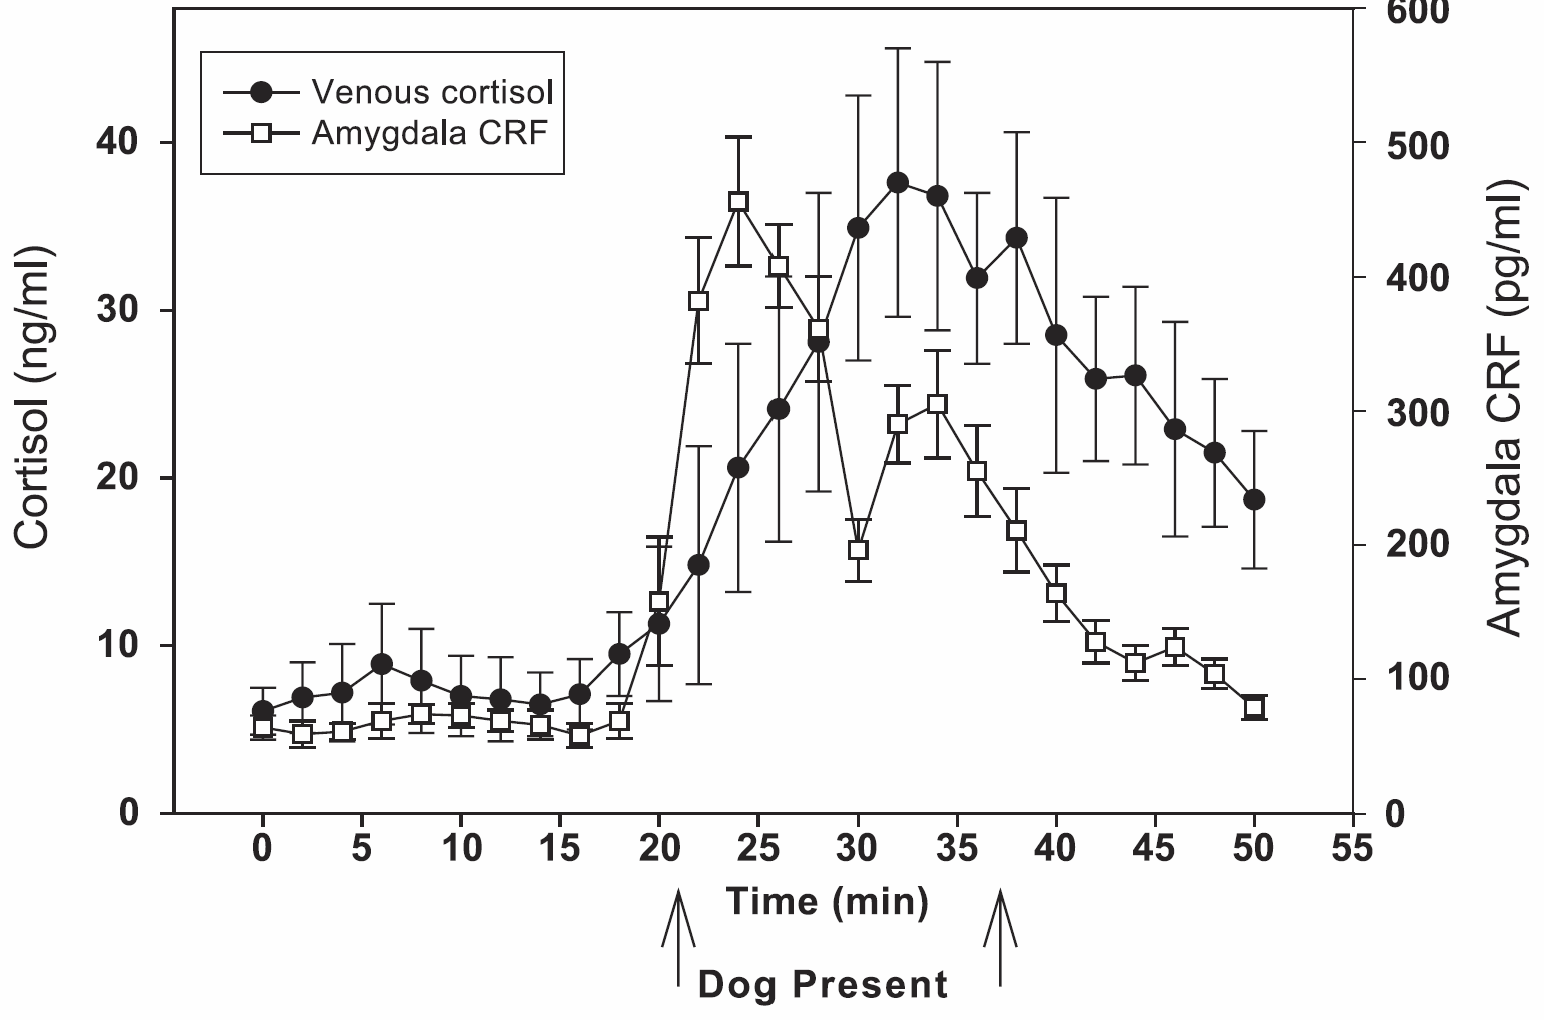 600
Venous cortisol
Amygdala CRF
40
30
20
10
0
Cortisol (ng/ml)
500
400
300
200
100
0
Amygdala CRF (pg/ml)
0 5 10 15 20 25 30 35 40 45 50 55
Time (min)
Dog Present